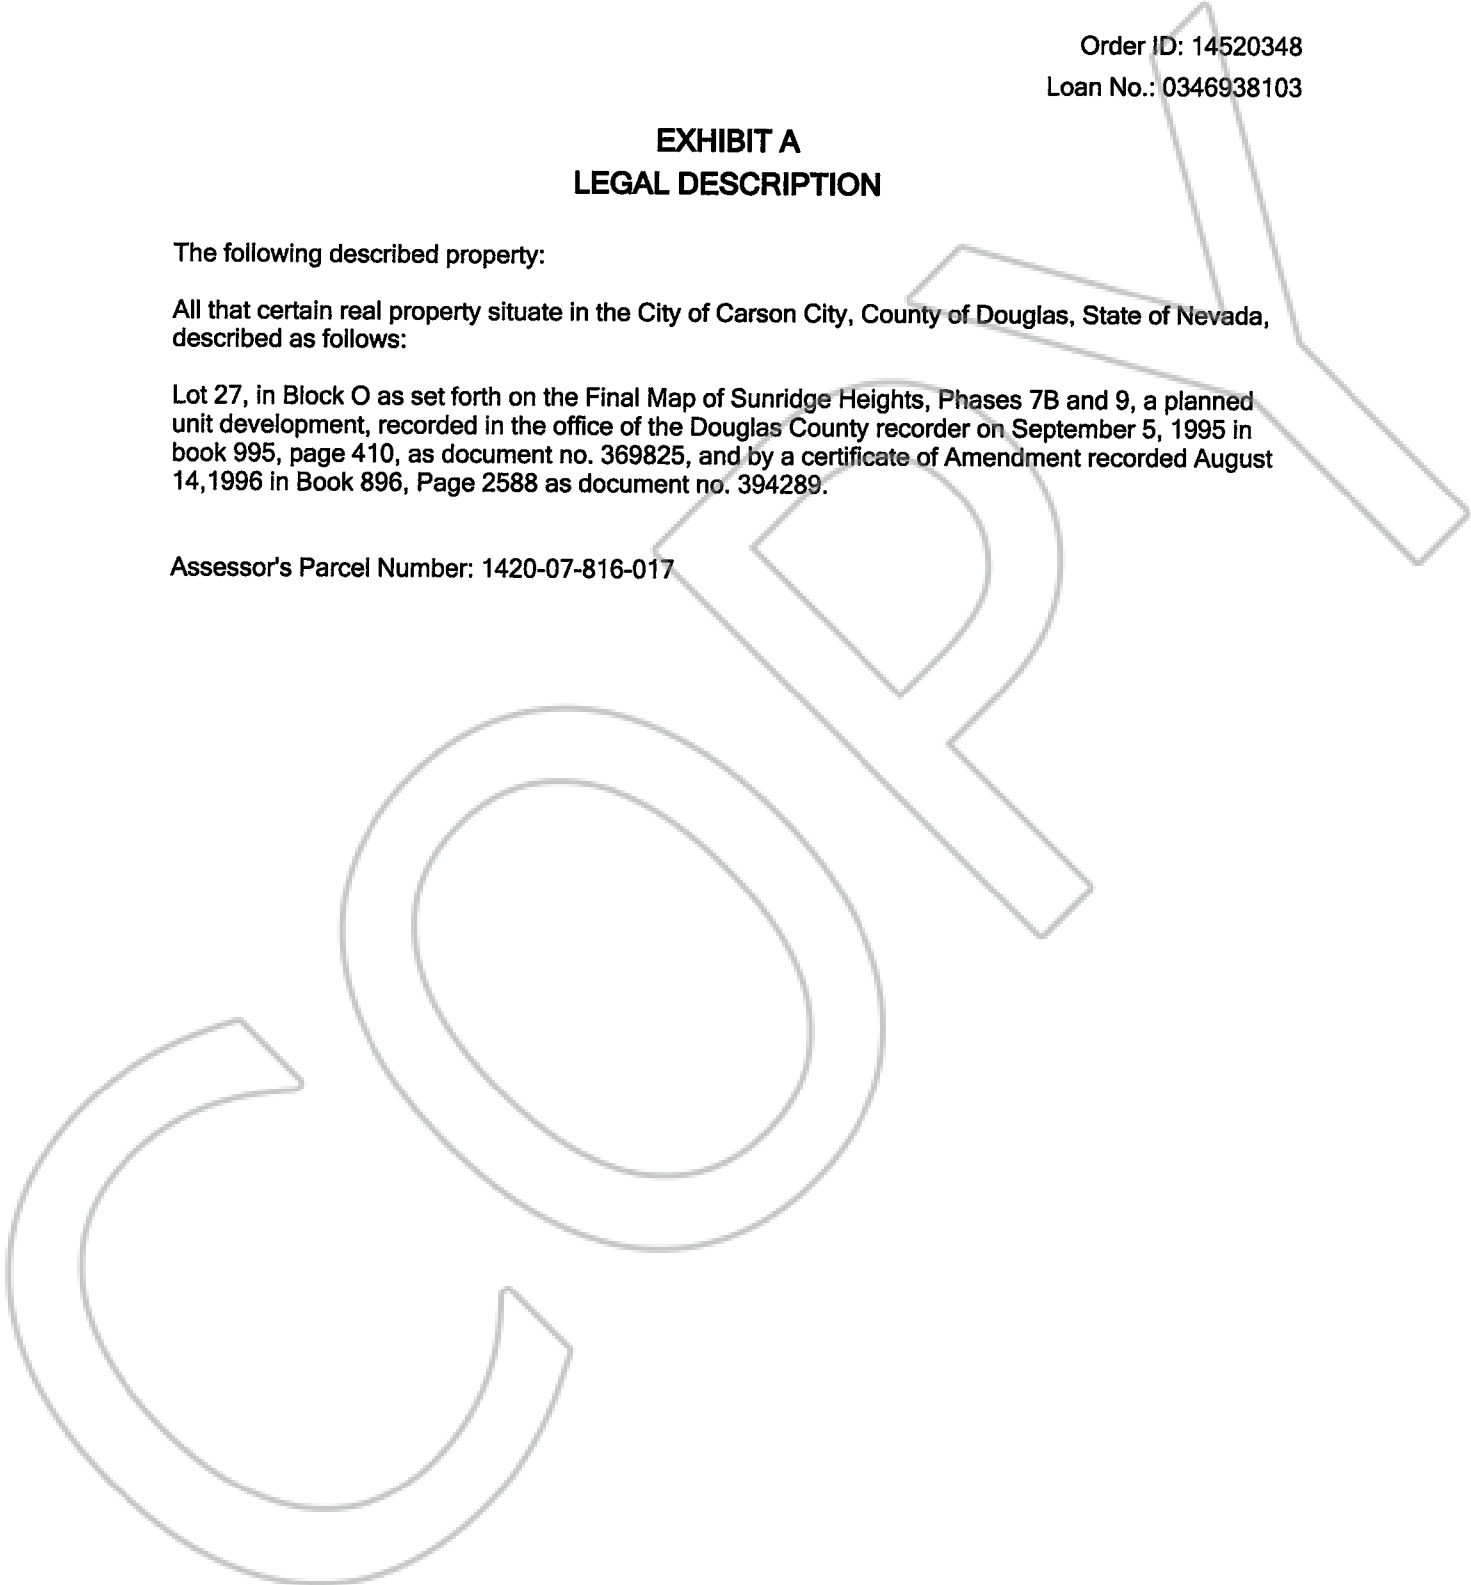 Order ID: 14520348
Loan No.: 0346938103
EXHIBIT A
LEGAL DESCRIPTION
The following described property:
All that certain real property situate in the City of Carson City, County of Douglas, State of Nevada,
described as follows:
Lot 27, in Block O as set forth on the Final Map of Sunridge Heights, Phases 7B and 9, a planned
unit development, recorded in the office of the Douglas County recorder on September 5, 1995 in
book 995, page 410, as document no. 369825, and by a certificate of Amendment recorded August
14,1996 in Book 896, Page 2588 as document no. 394289.
Assessor's Parcel Number: 1420-07-816-017
COPY